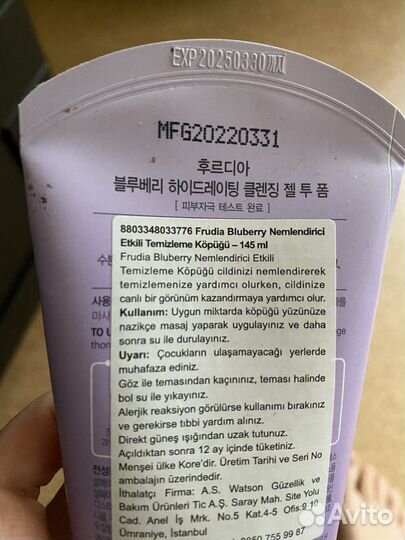 EXP20250330까지
MFG20220331
후르디아
블루베리 하이드레이팅 클렌징 젤 투 폼
[ 피부자극 테스트 완료 ]
8803348033776 Frudia Bluberry Nemlendirici
Etkili Temizleme Köpüğü – 145 ml
Frudia Bluberry Nemlendirici Etkili
Temizleme Köpüğü cildinizi nemlendirerek
temizlemenize yardımcı olurken, cildinize
canlı bir görünüm kazandırmaya yardımcı olur.
Kullanım: Uygun miktarda köpüğü yüzünüze
nazikçe masaj yaparak uygulayınız ve daha
sonra su ile durulayınız.
Uyarı: Çocukların ulaşamayacağı yerlerde
muhafaza ediniz.
Göz ile temasından kaçınınız, teması halinde
bol su ile yıkayınız.
Alerjik reaksiyon görülürse kullanımı bırakınız
ve gerekirse tıbbi yardım alınız.
Direkt güneş ışığından uzak tutunuz.
Açıldıktan sonra 12 ay içinde tüketiniz.
Menşei ülke Kore'dir. Üretim Tarihi ve Seri No
ambalajın üzerindedir.
İthalatçı Firma: A.S. Watson Güzellik ve
Bakım Ürünleri Tic A.Ş. Saray Mah. Site Yolu
Cad. Anel İş Mrk. No.5 Kat.4-5 Ofis:9-10
Ümraniye, İstanbul
0850 755 99 87
Avito